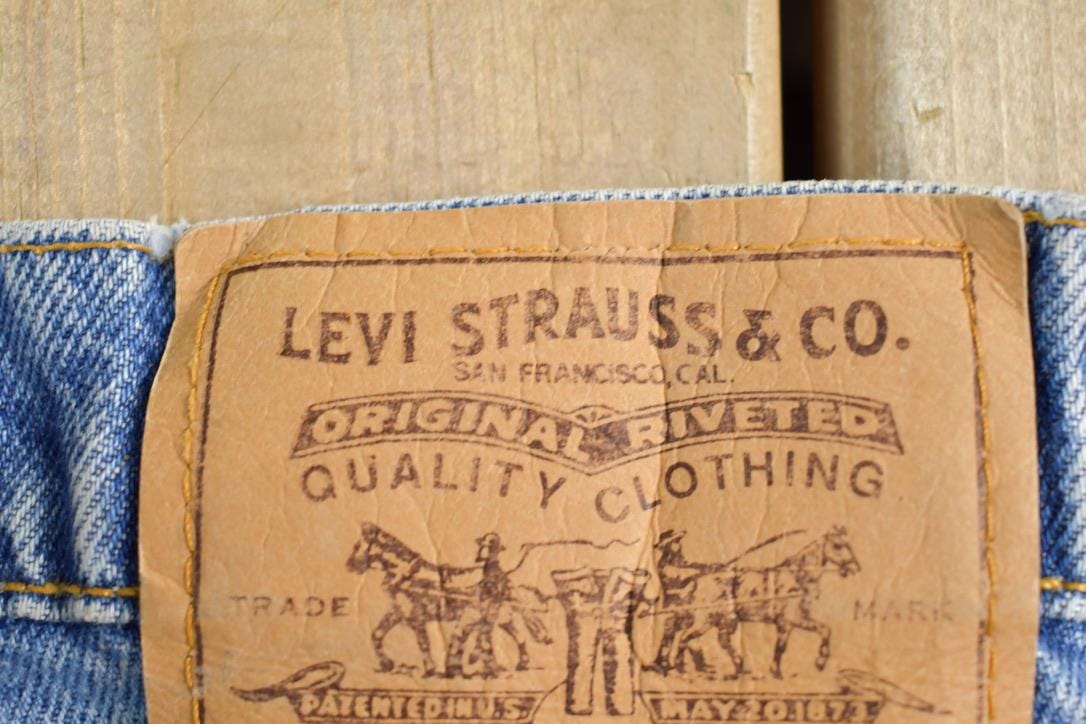 LEVI STRAUSS & CO.
SAN FRANCISCO, CAL.
ORIGINAL RIVETED
QUALITY CLOTHING
TRADE MARK
PATENTED IN U.S. MAY 20 1873